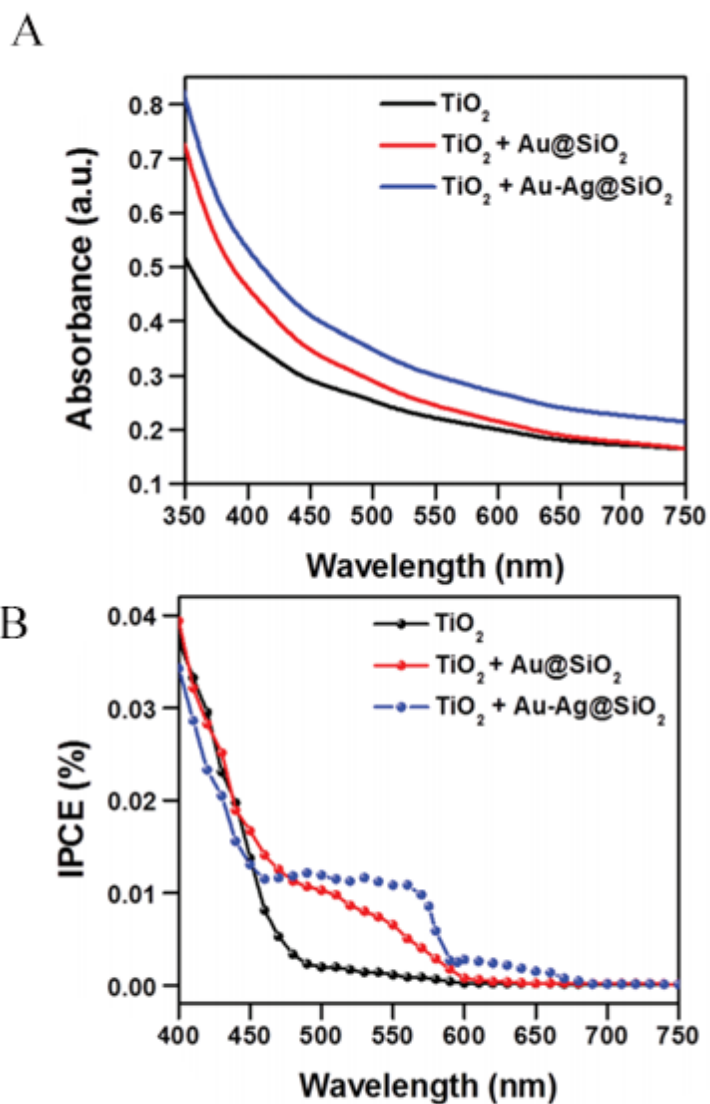 A
Absorbance (a.u.)
0.8
0.7
0.6
0.5
0.4
0.3
0.2
0.1
TiO₂
TiO₂ + Au@SiO₂
TiO₂ + Au-Ag@SiO₂
350 400 450 500 550 600 650 700 750
Wavelength (nm)
B
IPCE (%)
0.04
0.03
0.02
0.01
0.00
TiO₂
TiO₂ + Au@SiO₂
TiO₂ + Au-Ag@SiO₂
400 450 500 550 600 650 700 750
Wavelength (nm)